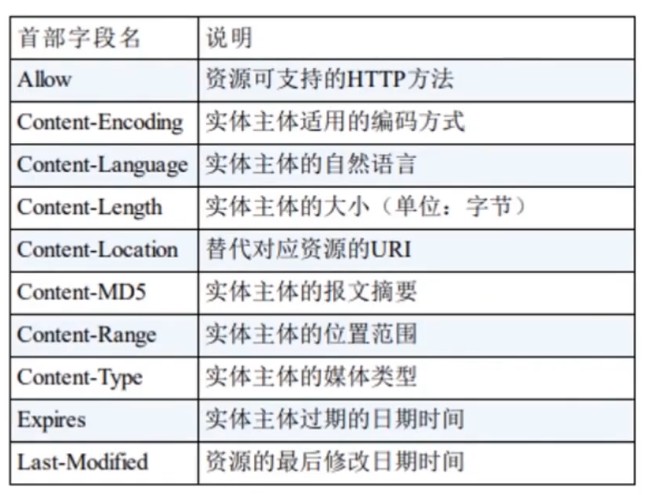 首部字段名 说明
Allow 资源可支持的HTTP方法
Content-Encoding 实体主体适用的编码方式
Content-Language 实体主体的自然语言
Content-Length 实体主体的大小（单位：字节）
Content-Location 替代对应资源的URI
Content-MD5 实体主体的报文摘要
Content-Range 实体主体的位置范围
Content-Type 实体主体的媒体类型
Expires 实体主体过期的日期时间
Last-Modified 资源的最后修改日期时间